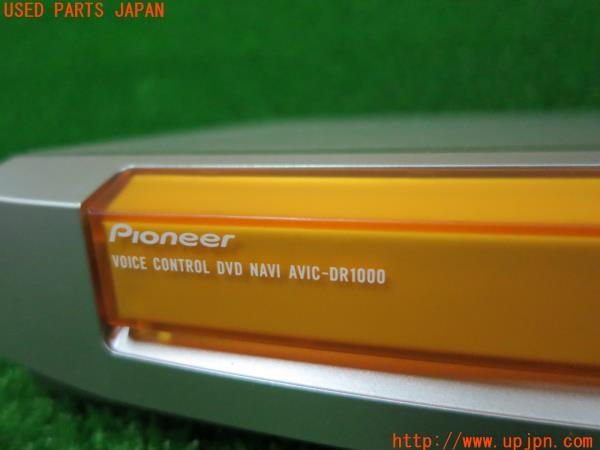 USED PARTS JAPAN
Pioneer
VOICE CONTROL DVD NAVI AVIC-DR1000
http://www.upjpn.com/